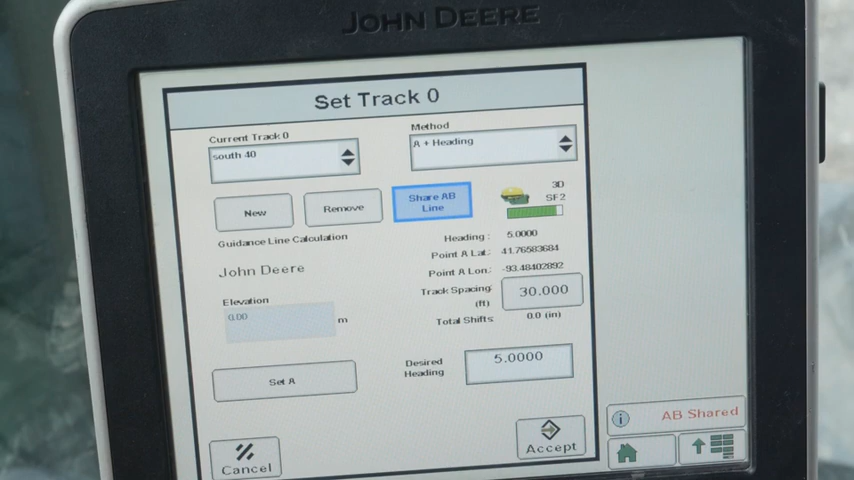 JOHN DEERE
Set Track 0
Current Track 0
Method
south 40
A + Heading
New
Remove
Share AB
Line
3D
SF2
Guidance Line Calculation
Heading : 5.0000
John Deere
Point A Lat.: 41.76583684
Point A Lon.: -93.48402892
Elevation
Track Spacing:
(ft)
30.000
0.00 m
Total Shifts: 0.0 (in)
Set A
Desired
Heading
5.0000
AB Shared
Cancel
Accept